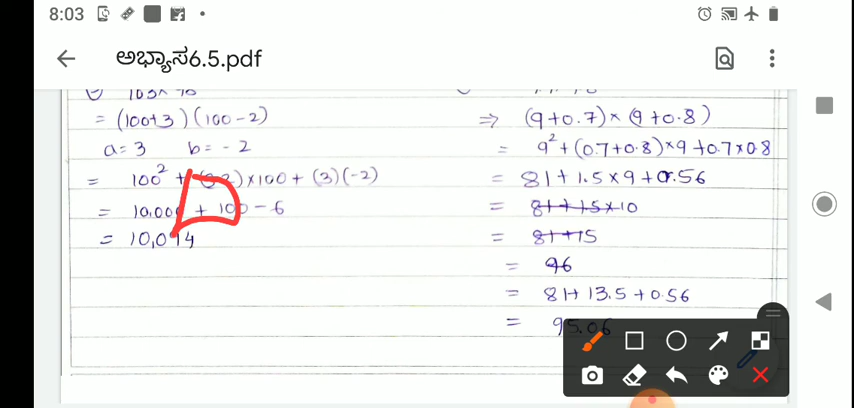 8:03
ಅಭ್ಯಾಸ6.5.pdf
= (100+3) (100-2)
a=3 b=-2
= 100² + (3-2)×100 + (3)(-2)
= 10,000 + 100 - 6
= 10,094
⇒ (9+0.7)×(9+0.8)
= 9²+(0.7+0.8)×9+0.7×0.8
= 81+1.5×9+0.56
= 81+15×10
= 81+15
= 96
= 81+13.5+0.56
= 95.06